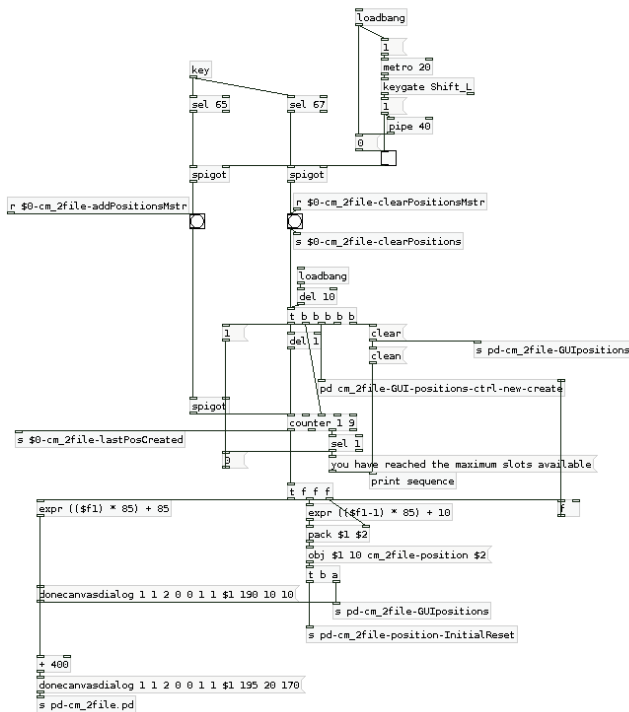 loadbang
1
metro 20
key
keygate Shift_L
sel 65
sel 67
1
pipe 40
0
spigot
spigot
r $0-cm_2file-addPositionsMstr
r $0-cm_2file-clearPositionsMstr
s $0-cm_2file-clearPositions
loadbang
del 10
t b b b b b
1
del 1
clear
s pd-cm_2file-GUIpositions
clean
pd cm_2file-GUI-positions-ctrl-new-create
spigot
counter 1 9
s $0-cm_2file-lastPosCreated
sel 1
0
you have reached the maximum slots available
print sequence
t f f f
expr (($f1) * 85) + 85
expr (($f1-1) * 85) + 10
f
pack $1 $2
obj $1 10 cm_2file-position $2
t b a
donecanvasdialog 1 1 2 0 0 1 1 $1 190 10 10
s pd-cm_2file-GUIpositions
s pd-cm_2file-position-InitialReset
+ 400
donecanvasdialog 1 1 2 0 0 1 1 $1 195 20 170
s pd-cm_2file.pd